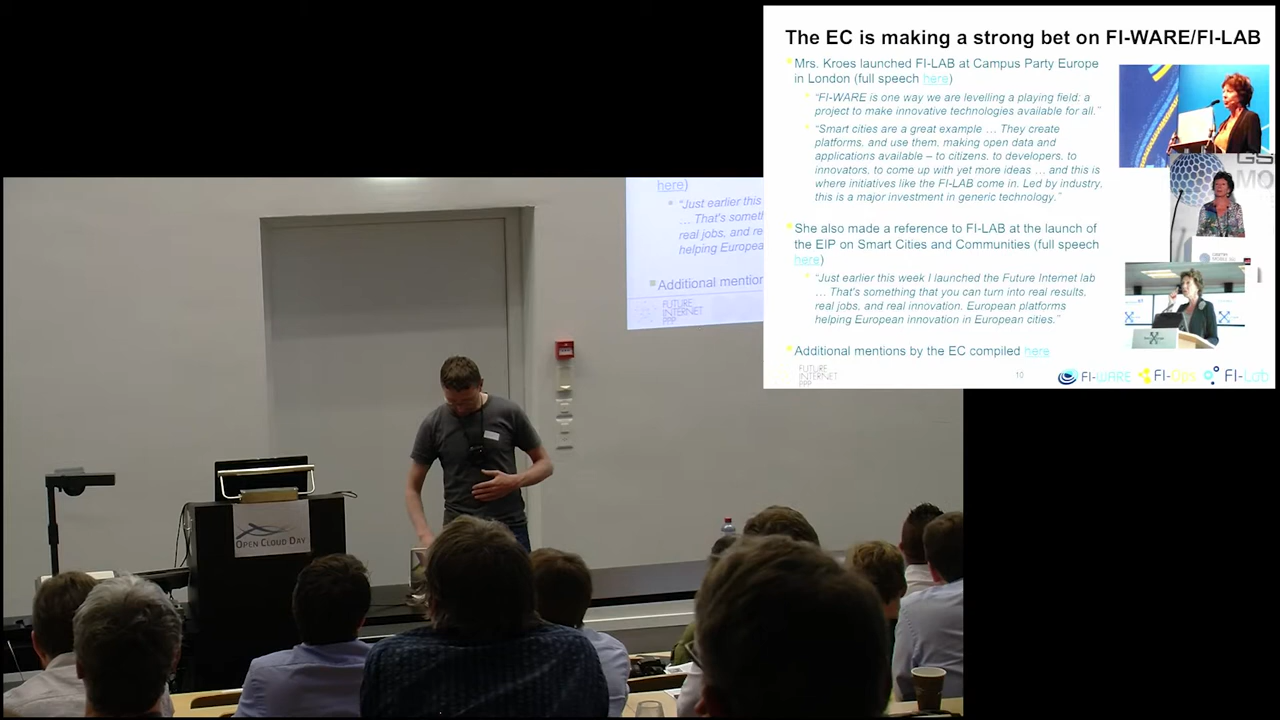 The EC is making a strong bet on FI-WARE/FI-LAB
Mrs. Kroes launched FI-LAB at Campus Party Europe
in London (full speech here)
“FI-WARE is one way we are levelling a playing field: a
project to make innovative technologies available for all.”
“Smart cities are a great example … They create
platforms, and use them, making open data and
applications available – to citizens, to developers, to
innovators, to come up with yet more ideas … and this is
where initiatives like the FI-LAB come in. Led by industry,
this is a major investment in generic technology.”
She also made a reference to FI-LAB at the launch of
the EIP on Smart Cities and Communities (full speech
here)
“Just earlier this week I launched the Future Internet lab
… That's something that you can turn into real results,
real jobs, and real innovation. European platforms
helping European innovation in European cities.”
Additional mentions by the EC compiled here
FUTURE
INTERNET
PPP
10
FI-WARE FI-Ops FI-Lab
here)
“Just earlier this
… That's someth
real jobs, and re
helping European
Additional mention
FUTURE
INTERNET
PPP
OPEN CLOUD DAY